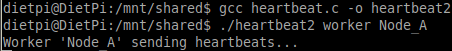 dietpi@DietPi:/mnt/shared$ gcc heartbeat.c -o heartbeat2
dietpi@DietPi:/mnt/shared$ ./heartbeat2 worker Node_A
Worker 'Node_A' sending heartbeats...